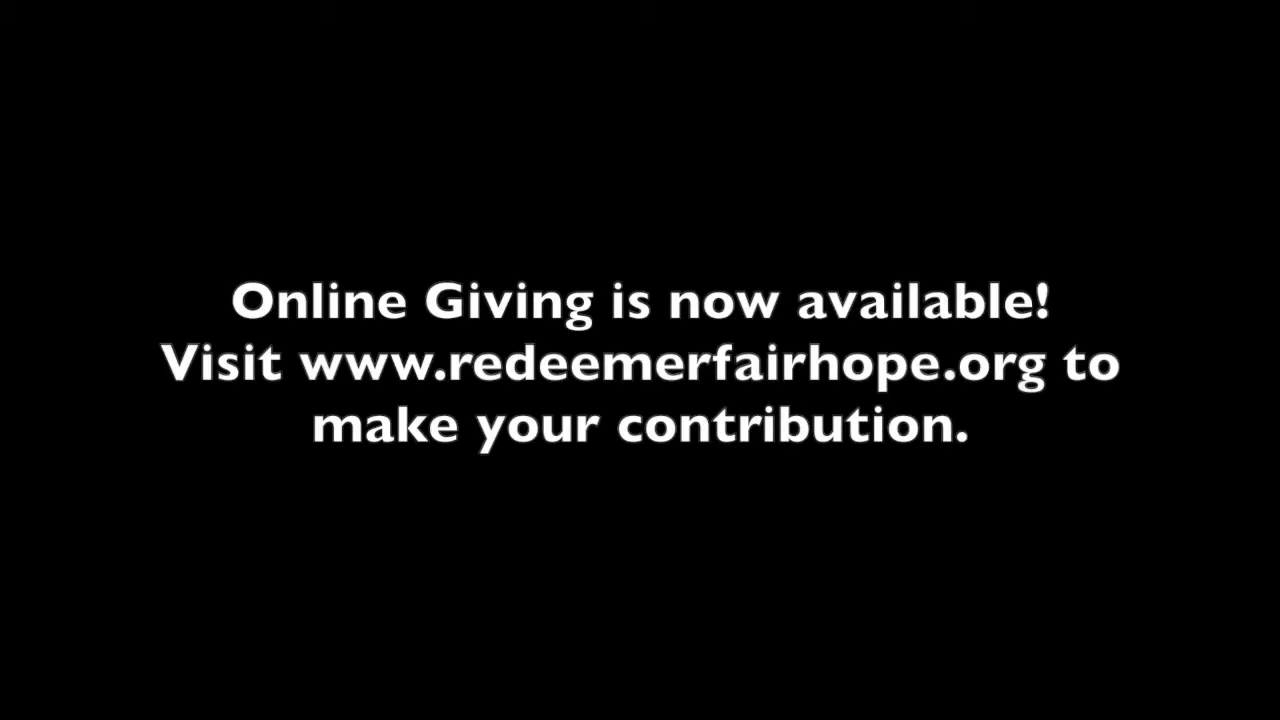 Online Giving is now available!
Visit www.redeemerfairhope.org to
make your contribution.